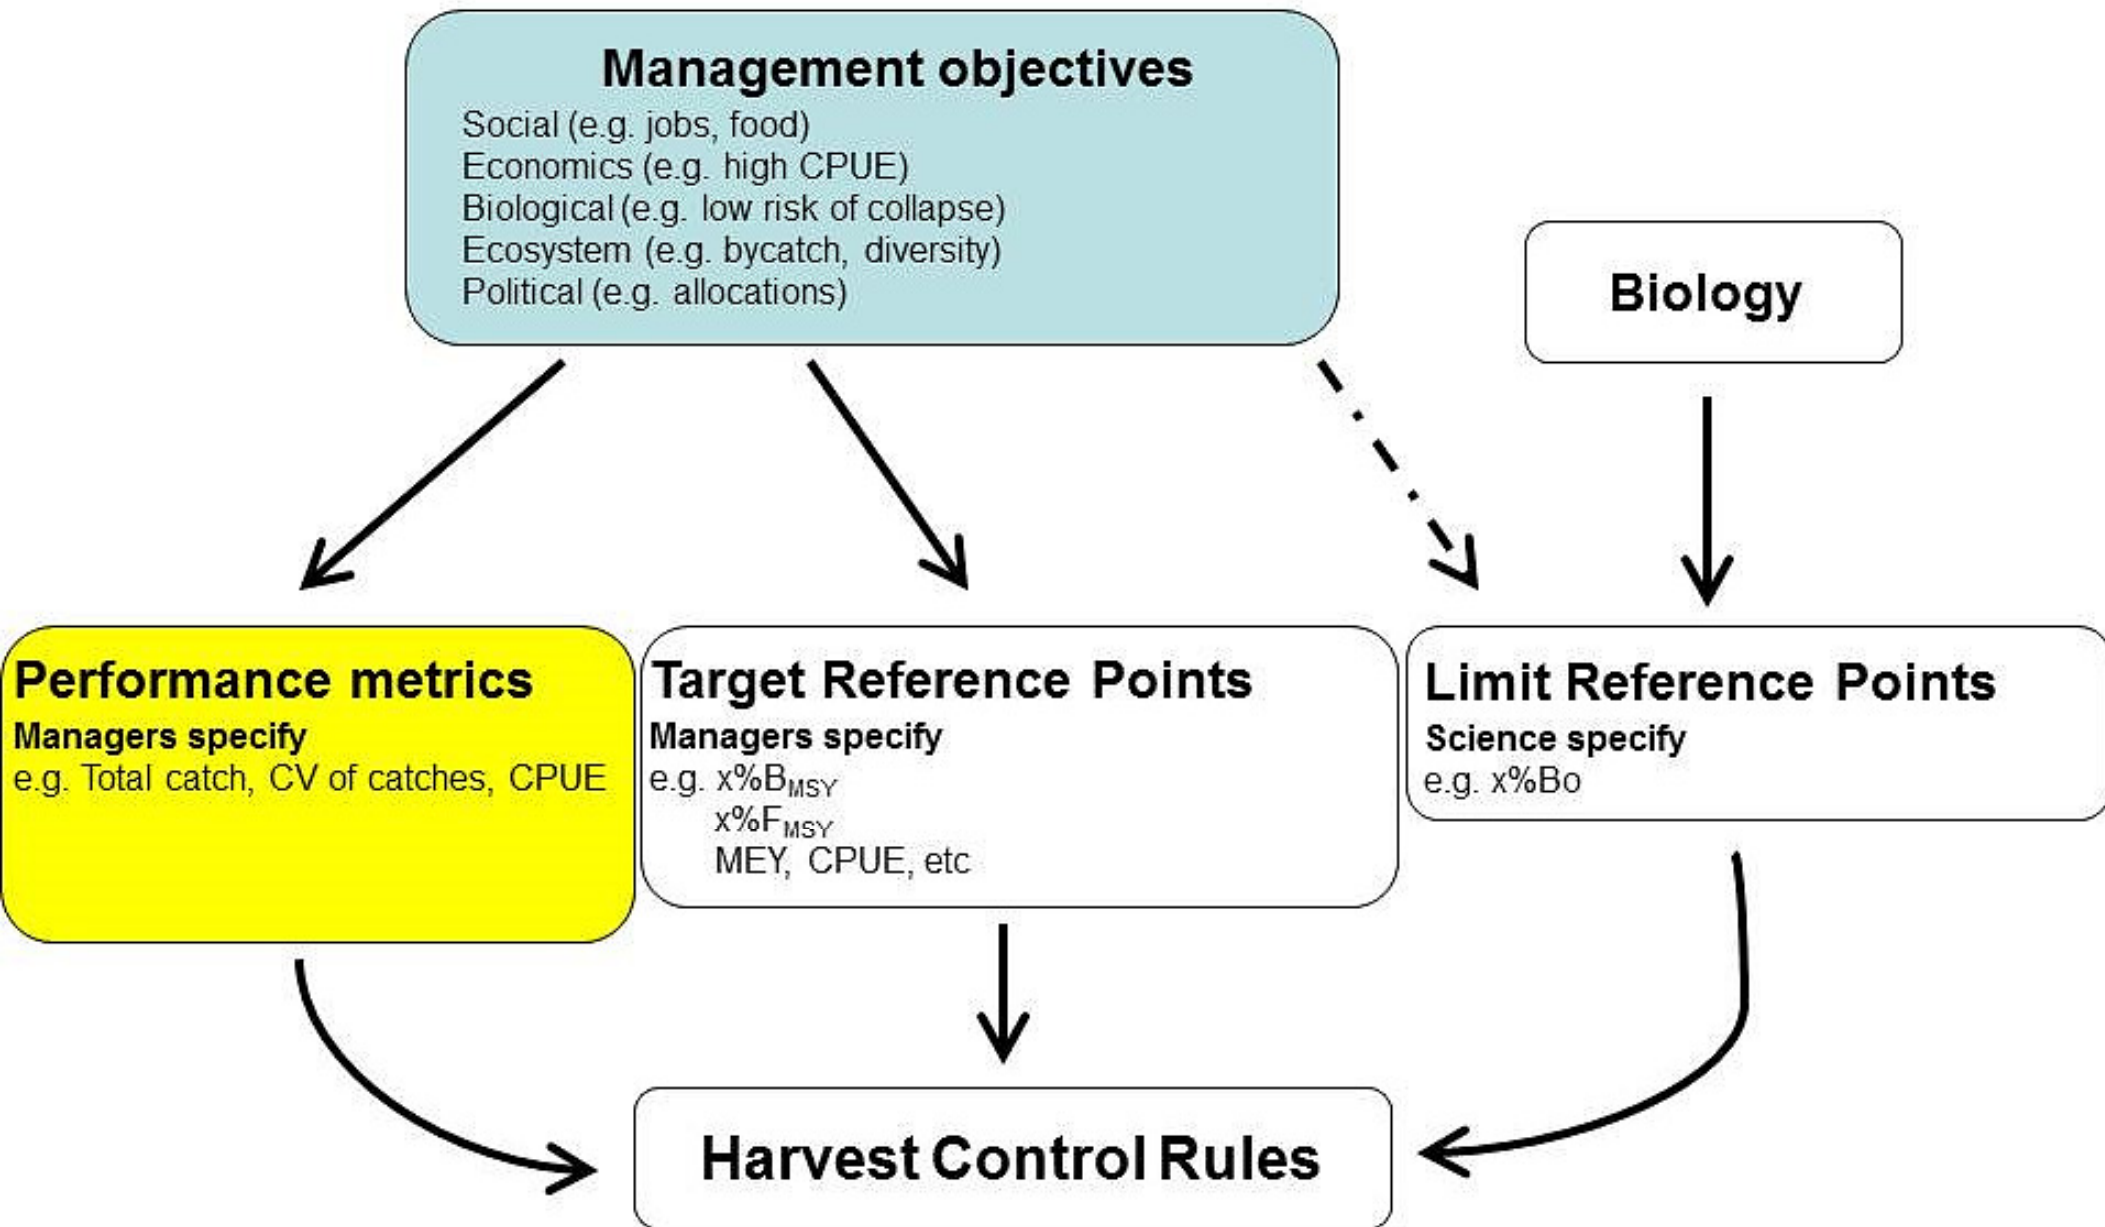 Management objectives
Social (e.g. jobs, food)
Economics (e.g. high CPUE)
Biological (e.g. low risk of collapse)
Ecosystem (e.g. bycatch, diversity)
Political (e.g. allocations)
Biology
Performance metrics
Managers specify
e.g. Total catch, CV of catches, CPUE
Target Reference Points
Managers specify
e.g. x%BMSY
x%FMSY
MEY, CPUE, etc
Limit Reference Points
Science specify
e.g. x%Bo
Harvest Control Rules